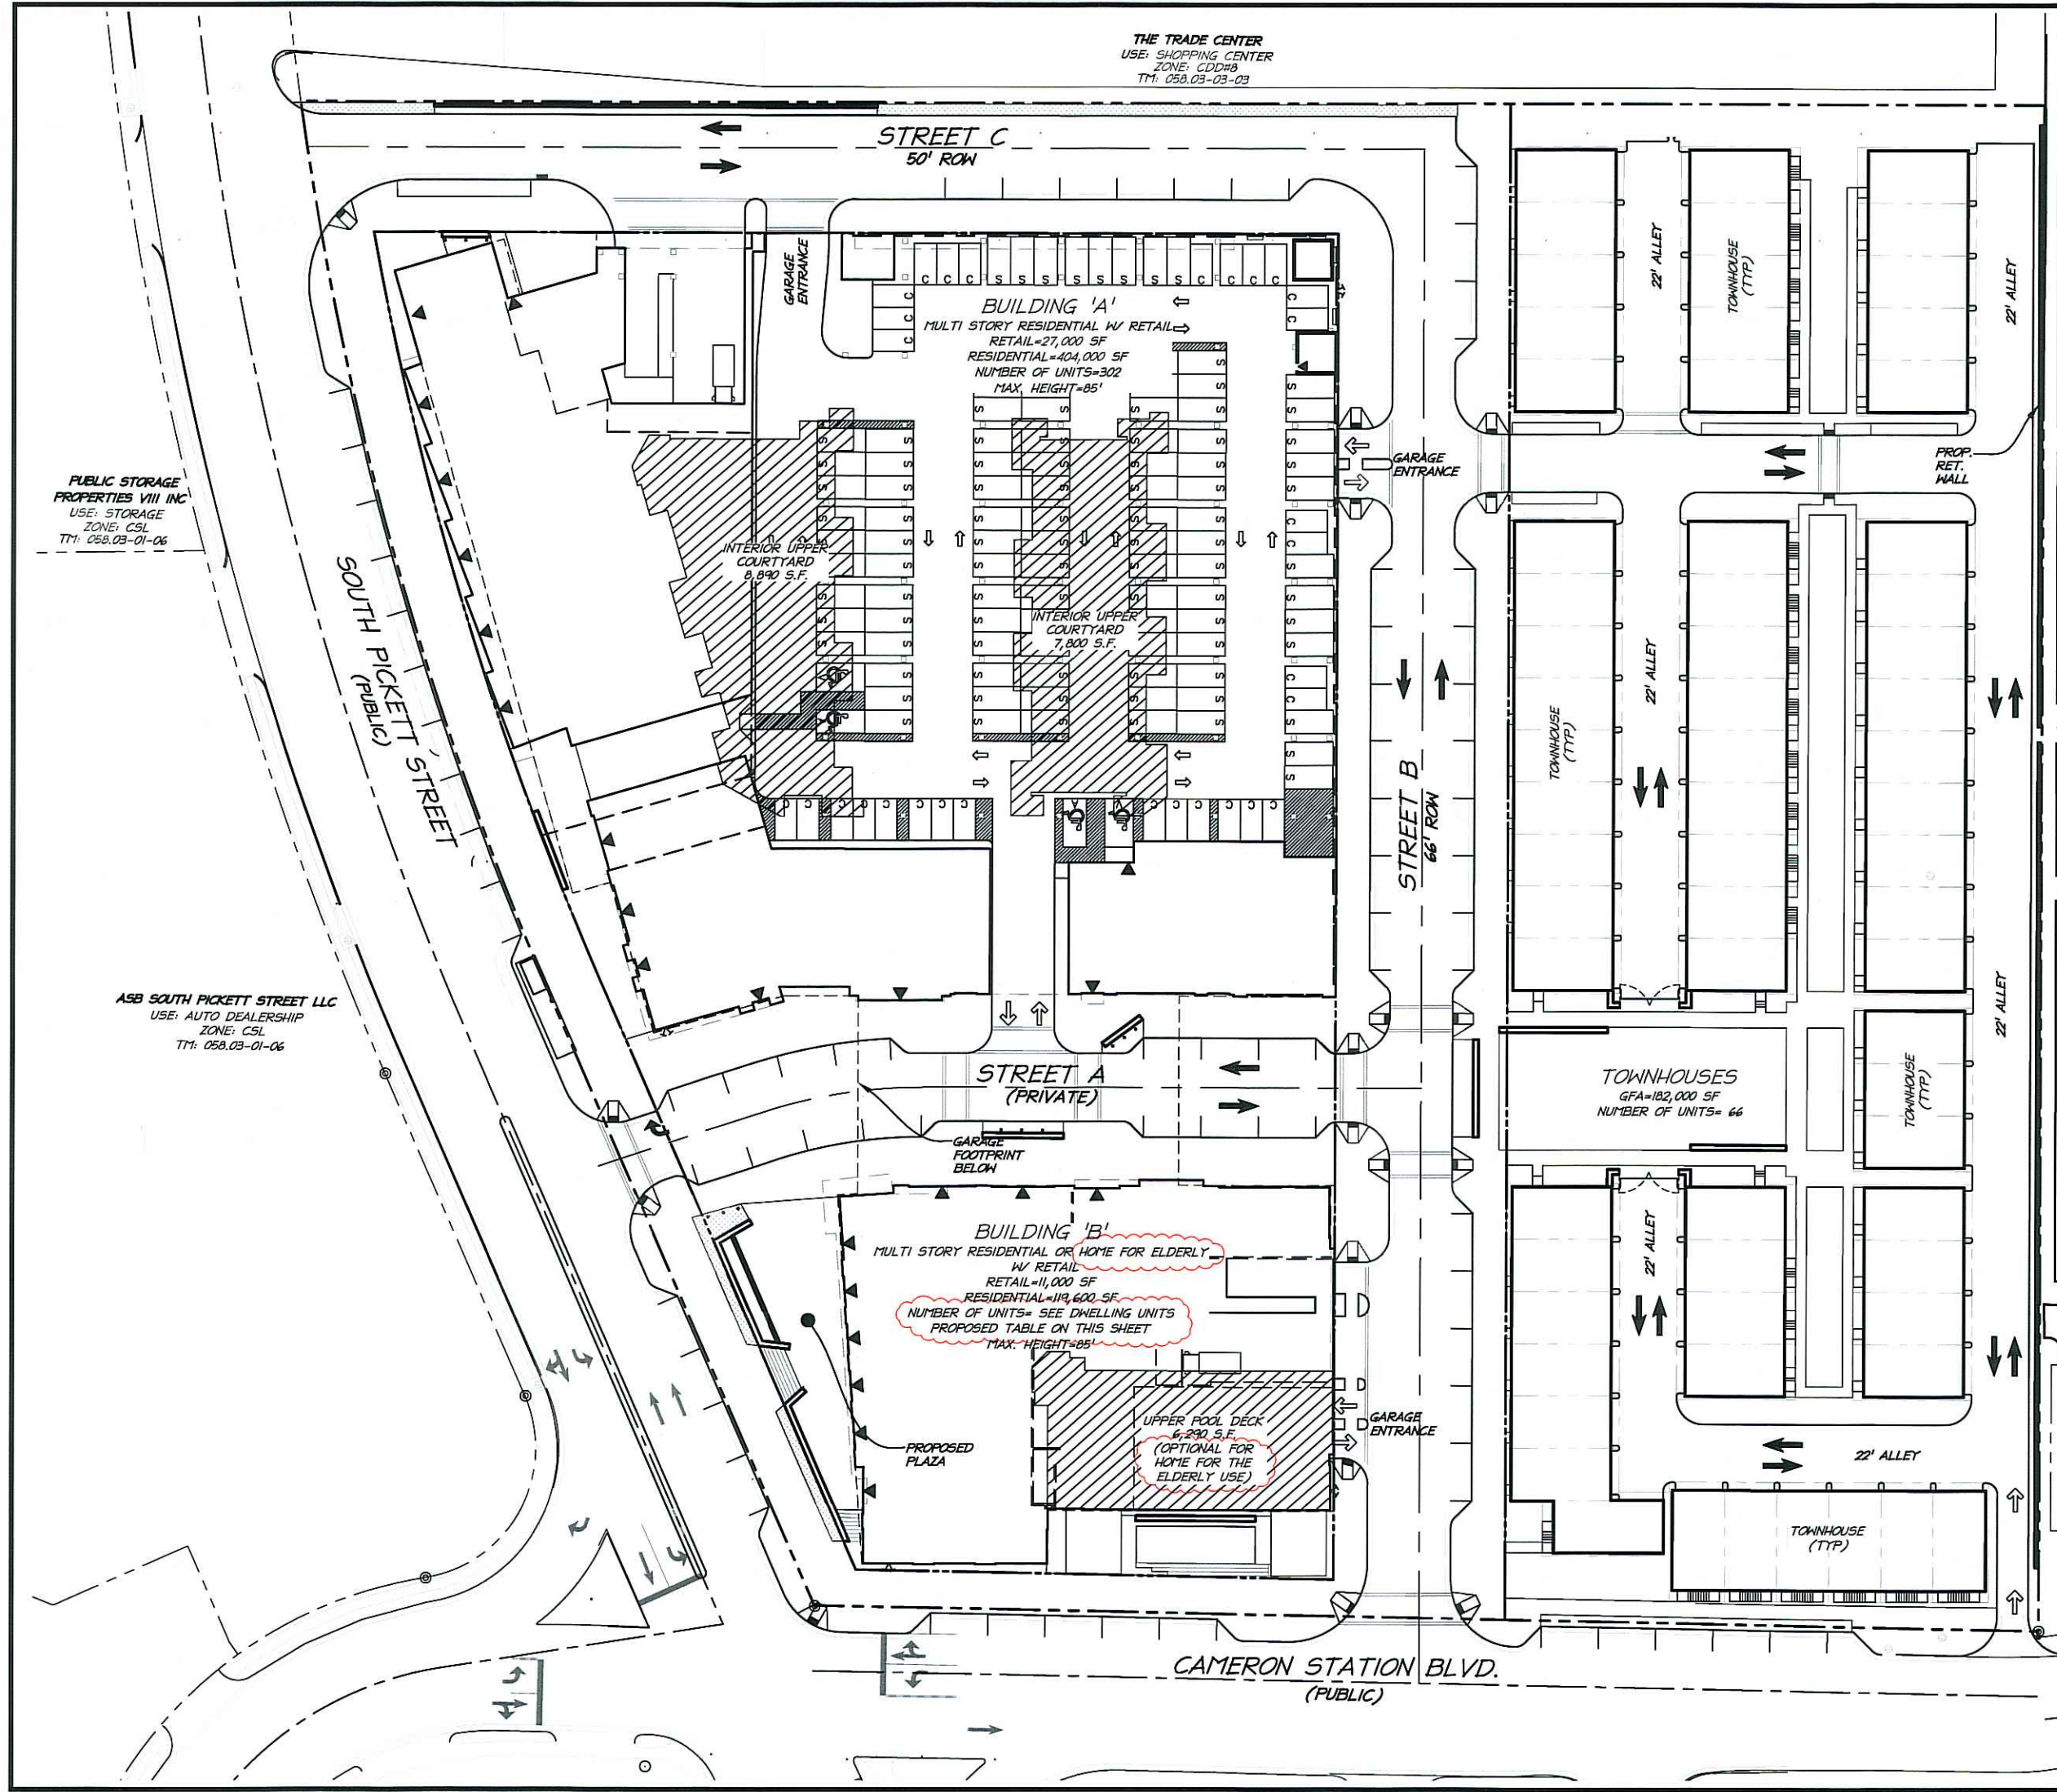 THE TRADE CENTER
USE: SHOPPING CENTER
ZONE: CDD#8
TM: 058.03-03-03
STREET C
50' ROW
GARAGE
ENTRANCE
BUILDING 'A'
MULTI STORY RESIDENTIAL W/ RETAIL
RETAIL=27,000 SF
RESIDENTIAL=404,000 SF
NUMBER OF UNITS=302
MAX. HEIGHT=85'
22' ALLEY
TOWNHOUSE
(TYP)
22' ALLEY
GARAGE
ENTRANCE
PROP.
RET.
WALL
PUBLIC STORAGE
PROPERTIES VIII INC
USE: STORAGE
ZONE: CSL
TM: 058.03-01-06
INTERIOR UPPER
COURTYARD
8,890 S.F.
INTERIOR UPPER
COURTYARD
7,800 S.F.
SOUTH PICKETT STREET
(PUBLIC)
22' ALLEY
TOWNHOUSE
(TYP)
STREET B
66' ROW
ASB SOUTH PICKETT STREET LLC
USE: AUTO DEALERSHIP
ZONE: CSL
TM: 058.03-01-06
22' ALLEY
STREET A
(PRIVATE)
TOWNHOUSES
GFA=182,000 SF
NUMBER OF UNITS= 66
TOWNHOUSE
(TYP)
GARAGE
FOOTPRINT
BELOW
BUILDING 'B'
MULTI STORY RESIDENTIAL OR HOME FOR ELDERLY
W/ RETAIL
RETAIL=11,000 SF
RESIDENTIAL=119,600 SF
NUMBER OF UNITS= SEE DWELLING UNITS
PROPOSED TABLE ON THIS SHEET
MAX. HEIGHT=85'
22' ALLEY
UPPER POOL DECK
6,290 S.F.
(OPTIONAL FOR
HOME FOR THE
ELDERLY USE)
GARAGE
ENTRANCE
PROPOSED
PLAZA
22' ALLEY
TOWNHOUSE
(TYP)
CAMERON STATION BLVD.
(PUBLIC)